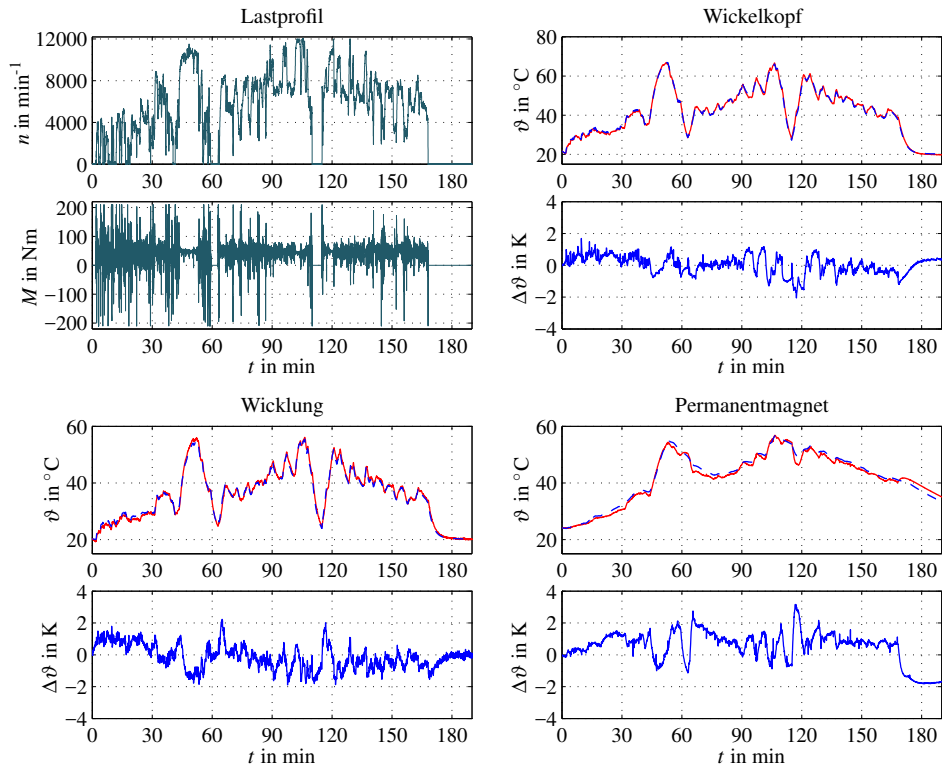 Lastprofil
12000
8000
4000
0
n in min-1
0 30 60 90 120 150 180
200
100
0
−100
−200
M in Nm
0 30 60 90 120 150 180
t in min
Wickelkopf
80
60
40
20
ϑ in °C
0 30 60 90 120 150 180
4
2
0
−2
−4
Δϑ in K
0 30 60 90 120 150 180
t in min
Wicklung
60
40
20
ϑ in °C
0 30 60 90 120 150 180
4
2
0
−2
−4
Δϑ in K
0 30 60 90 120 150 180
t in min
Permanentmagnet
60
40
20
ϑ in °C
0 30 60 90 120 150 180
4
2
0
−2
−4
Δϑ in K
0 30 60 90 120 150 180
t in min